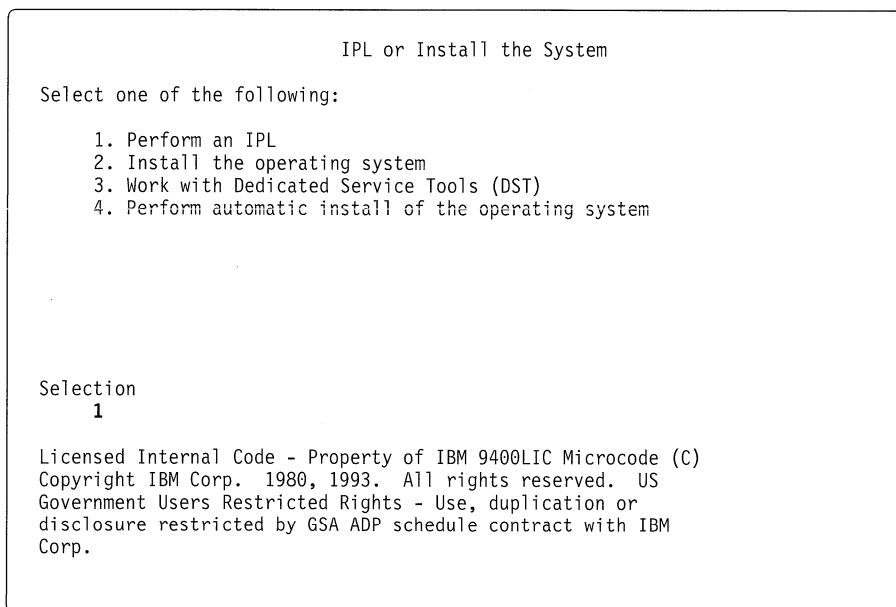 IPL or Install the System
Select one of the following:
1. Perform an IPL
2. Install the operating system
3. Work with Dedicated Service Tools (DST)
4. Perform automatic install of the operating system
Selection
1
Licensed Internal Code - Property of IBM 9400LIC Microcode (C)
Copyright IBM Corp. 1980, 1993. All rights reserved. US
Government Users Restricted Rights - Use, duplication or
disclosure restricted by GSA ADP schedule contract with IBM
Corp.